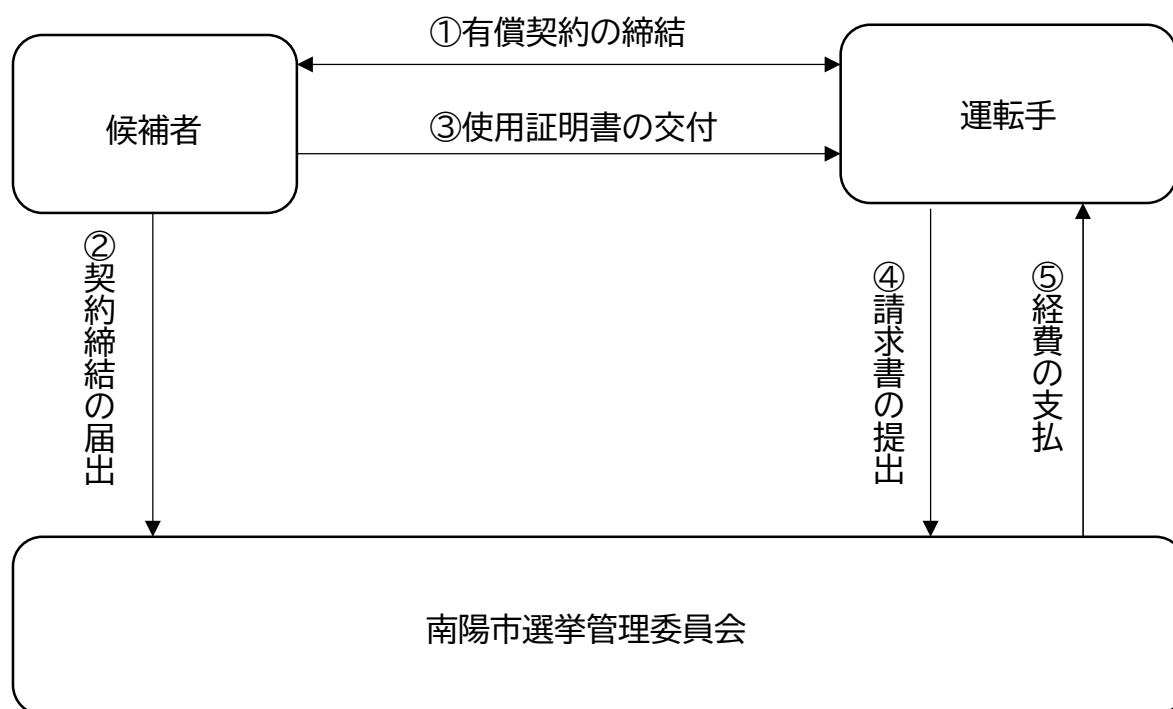 ①有償契約の締結
候補者
運転手
③使用証明書の交付
②契約締結の届出
④請求書の提出
⑤経費の支払
南陽市選挙管理委員会